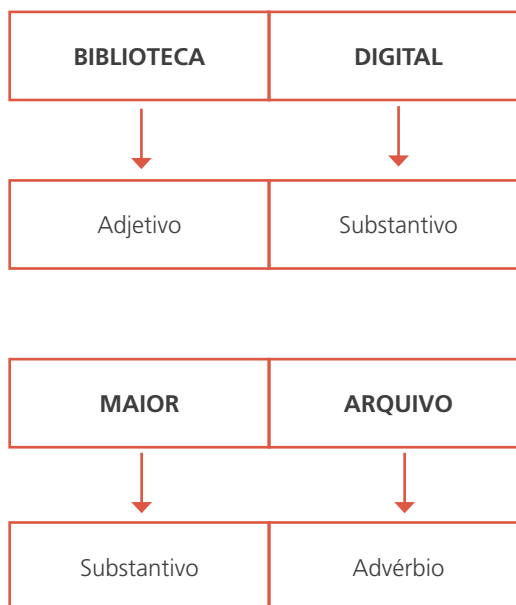 BIBLIOTECA DIGITAL
Adjetivo Substantivo
MAIOR ARQUIVO
Substantivo Advérbio